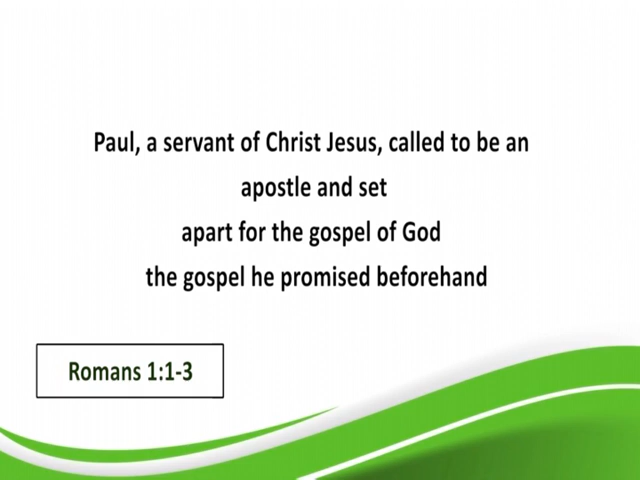 Paul, a servant of Christ Jesus, called to be an
apostle and set
apart for the gospel of God
the gospel he promised beforehand
Romans 1:1-3